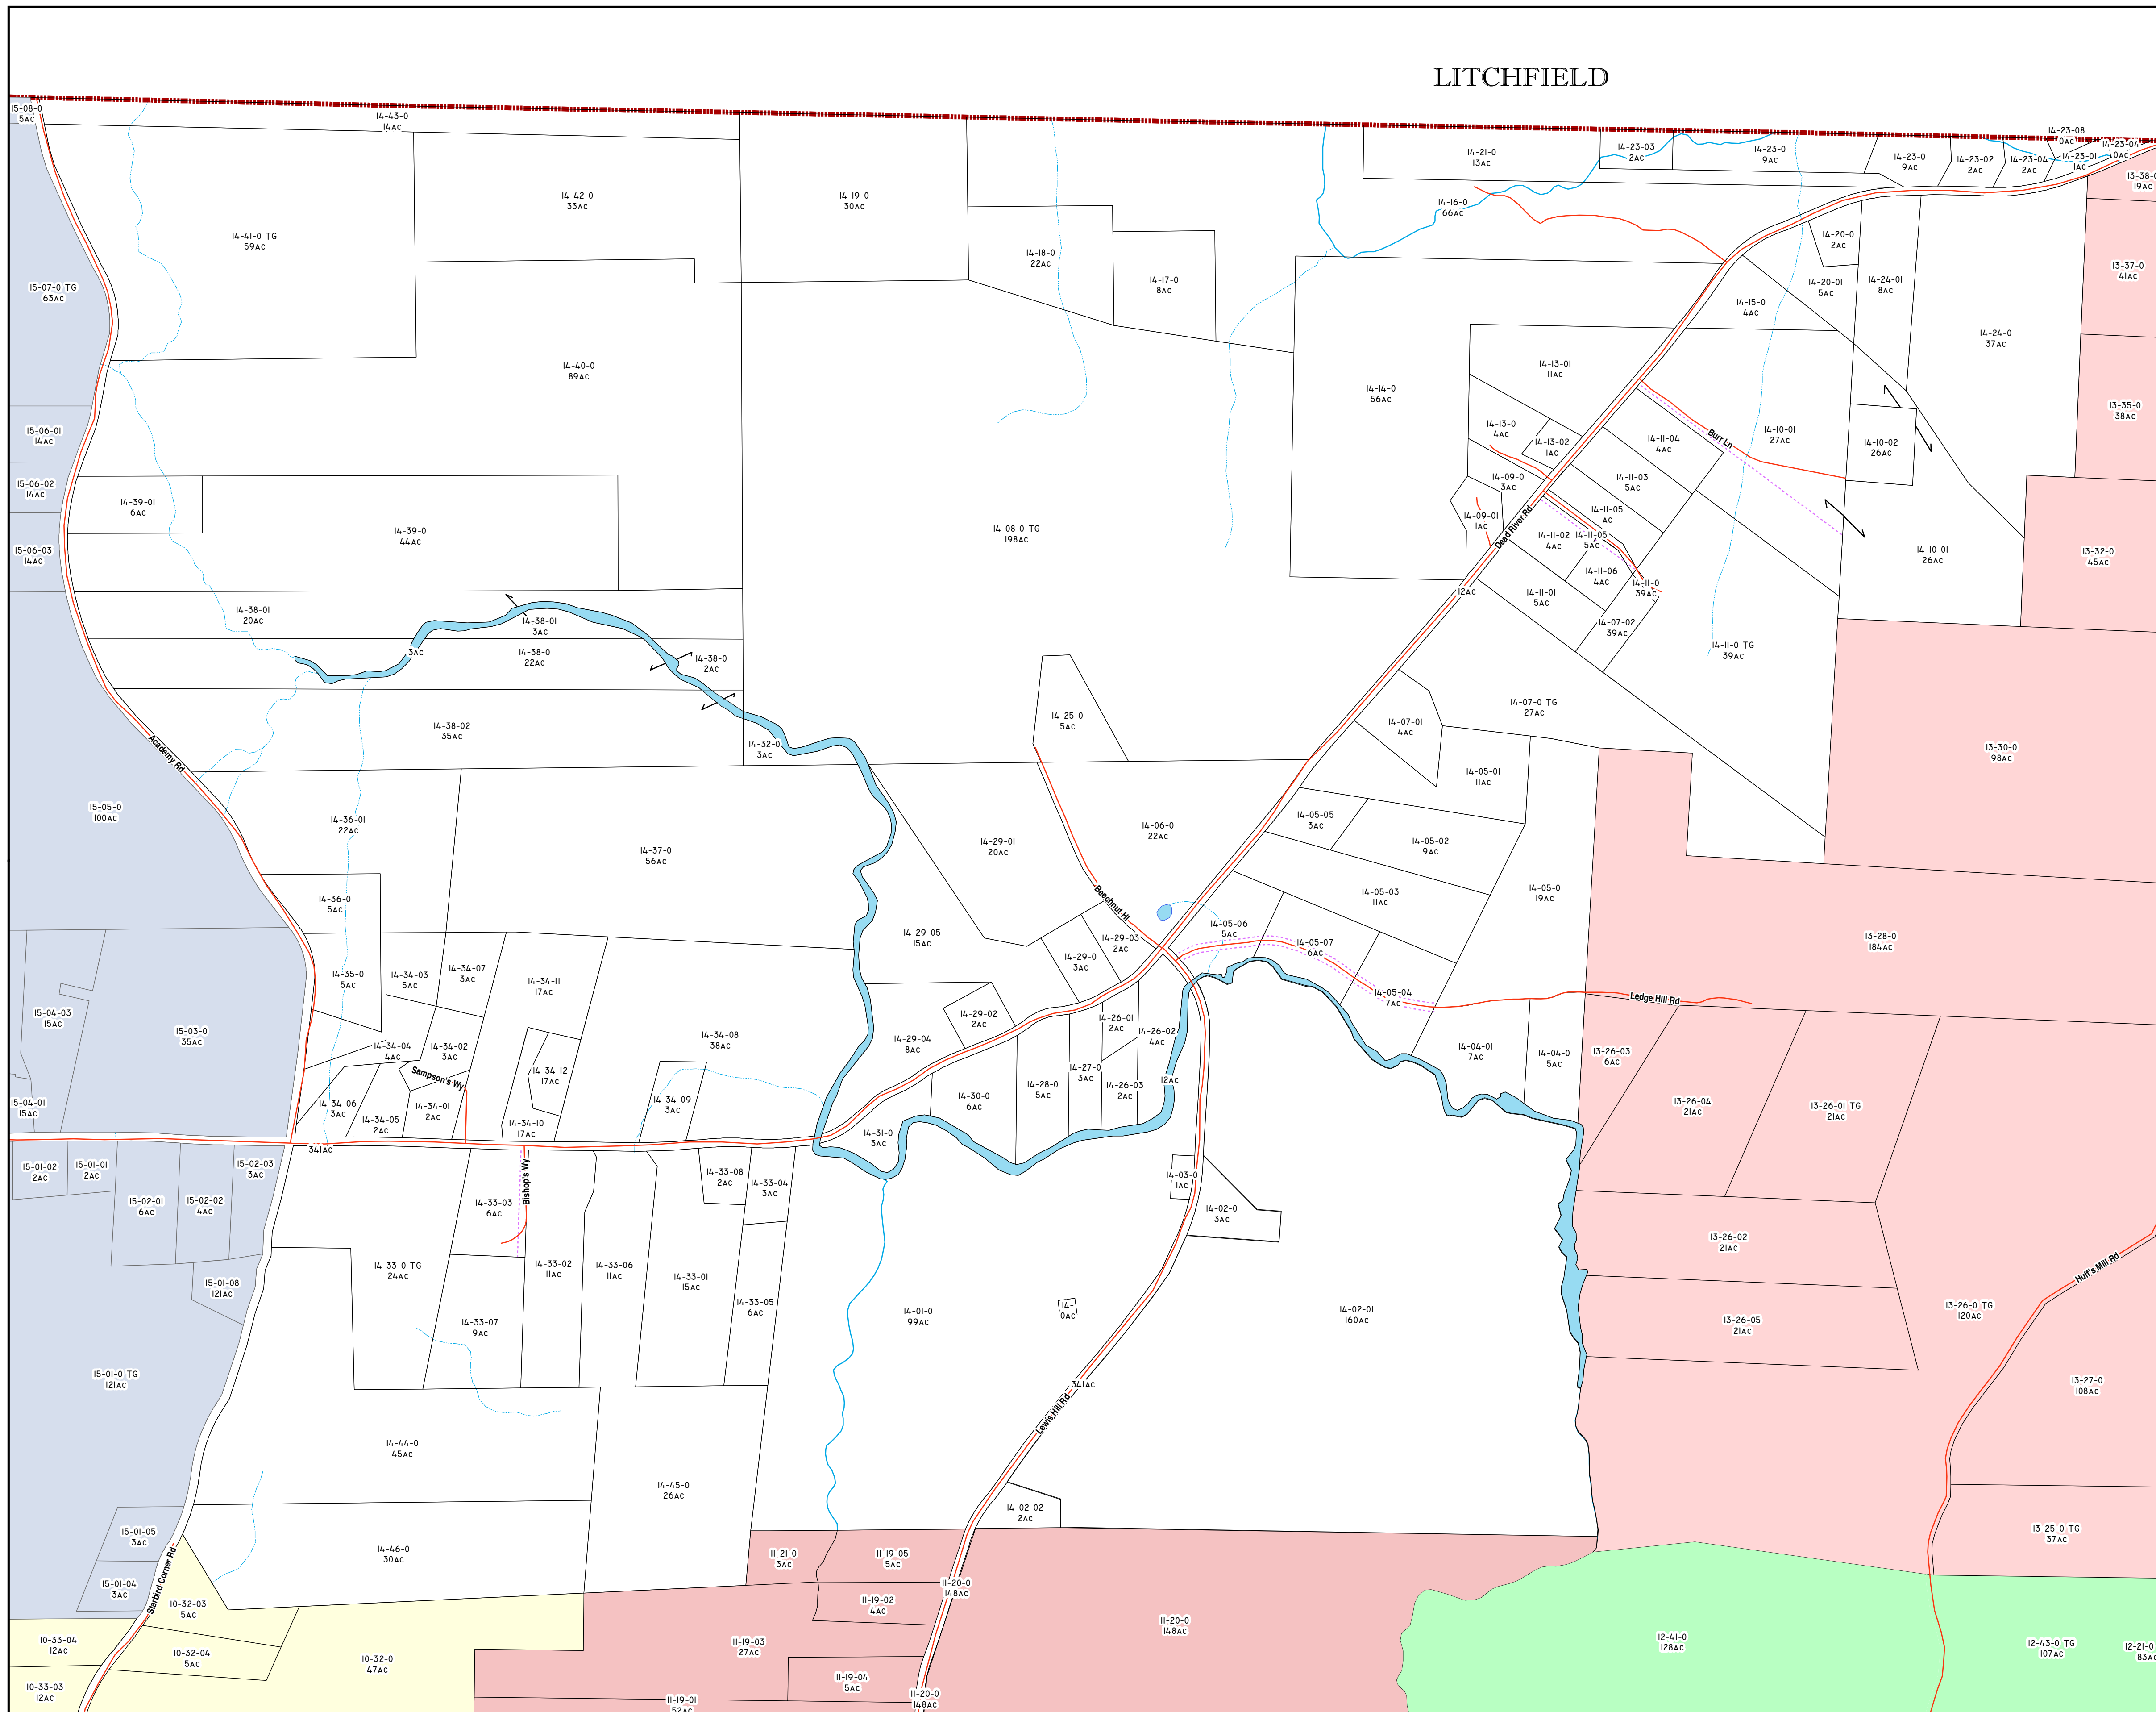 LITCHFIELD
15-08-0
5AC
14-43-0
14AC
14-42-0
33AC
14-19-0
30AC
14-41-0 TG
59AC
14-18-0
22AC
14-17-0
8AC
14-21-0
13AC
14-23-03
2AC
14-23-0
9AC
14-23-0
9AC
14-23-02
2AC
14-23-04
2AC
14-23-08
0AC
14-23-01
1AC
14-23-04
0AC
13-38-0
19AC
14-16-0
66AC
14-20-0
2AC
14-20-01
5AC
14-24-01
8AC
14-15-0
4AC
14-24-0
37AC
13-37-0
41AC
15-07-0 TG
63AC
14-40-0
89AC
14-14-0
56AC
14-13-01
11AC
14-13-0
4AC
14-13-02
1AC
14-11-04
4AC
Burr Ln
14-10-01
27AC
14-10-02
26AC
13-35-0
38AC
15-06-01
14AC
15-06-02
14AC
15-06-03
14AC
14-39-01
6AC
14-39-0
44AC
14-08-0 TG
198AC
14-09-0
3AC
14-09-01
1AC
Dead River Rd
14-11-03
5AC
14-11-05
AC
14-11-02
4AC
14-11-05
5AC
14-11-06
4AC
14-11-0
39AC
14-10-01
26AC
13-32-0
45AC
12AC
14-11-01
5AC
14-07-02
39AC
14-11-0 TG
39AC
14-38-01
20AC
14-38-01
3AC
3AC
14-38-0
22AC
14-38-0
2AC
14-38-02
35AC
14-32-0
3AC
14-25-0
5AC
14-07-0 TG
27AC
14-07-01
4AC
14-05-01
11AC
13-30-0
98AC
Academy Rd
15-05-0
100AC
14-36-01
22AC
14-37-0
56AC
14-29-01
20AC
14-06-0
22AC
14-05-05
3AC
14-05-02
9AC
14-05-03
11AC
14-05-0
19AC
14-36-0
5AC
Beechnut Hl
14-29-05
15AC
14-29-0
3AC
14-29-03
2AC
14-05-06
5AC
14-05-07
6AC
14-05-04
7AC
Ledge Hill Rd
13-28-0
184AC
14-35-0
5AC
14-34-03
5AC
14-34-07
3AC
14-34-11
17AC
15-04-03
15AC
15-03-0
35AC
14-34-04
4AC
14-34-02
3AC
14-34-12
17AC
14-34-08
38AC
14-29-04
8AC
14-29-02
2AC
14-26-01
2AC
14-26-02
4AC
14-04-01
7AC
14-04-0
5AC
13-26-03
6AC
Sampson's Wy
14-34-06
3AC
14-34-05
2AC
14-34-01
2AC
14-34-10
17AC
14-34-09
3AC
14-30-0
6AC
14-28-0
5AC
14-27-0
3AC
14-26-03
2AC
12AC
13-26-04
21AC
13-26-01 TG
21AC
15-04-01
15AC
14-31-0
3AC
341AC
15-01-02
2AC
15-01-01
2AC
15-02-03
3AC
15-02-01
6AC
15-02-02
4AC
14-33-03
6AC
Bishop's Wy
14-33-08
2AC
14-33-04
3AC
14-03-0
1AC
14-02-0
3AC
15-01-08
121AC
14-33-0 TG
24AC
14-33-02
11AC
14-33-06
11AC
14-33-01
15AC
14-33-05
6AC
14-33-07
9AC
14-01-0
99AC
14-
0AC
14-02-01
160AC
13-26-02
21AC
13-26-05
21AC
13-26-0 TG
120AC
Huff's Mill Rd
15-01-0 TG
121AC
341AC
Lewis Hill Rd
13-27-0
108AC
14-44-0
45AC
14-45-0
26AC
14-02-02
2AC
13-25-0 TG
37AC
15-01-05
3AC
14-46-0
30AC
11-21-0
3AC
11-19-05
5AC
11-20-0
148AC
15-01-04
3AC
Starbird Corner Rd
10-32-03
5AC
11-19-02
4AC
11-20-0
148AC
10-33-04
12AC
10-32-04
5AC
10-32-0
47AC
11-19-03
27AC
12-41-0
128AC
12-43-0 TG
107AC
12-21-0
83AC
10-33-03
12AC
11-19-04
5AC
11-19-01
52AC
11-20-0
148AC